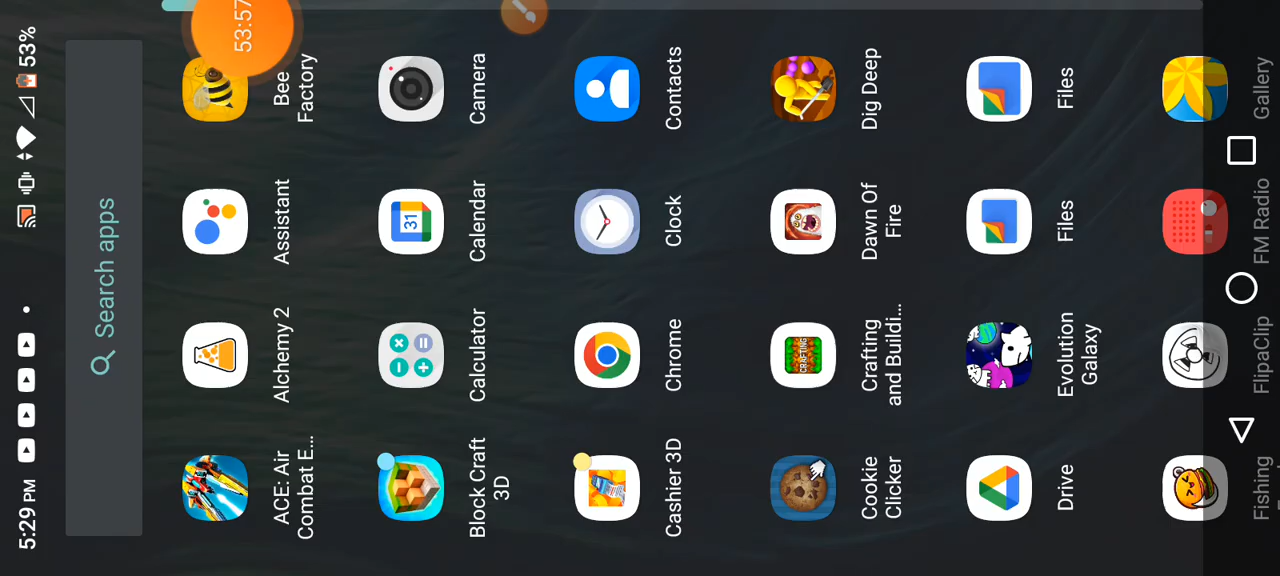 5:29 PM
53%
53:57
Search apps
ACE: Air
Combat E...
Alchemy 2
Assistant
Bee
Factory
Block Craft
3D
Calculator
Calendar
31
Camera
Cashier 3D
Chrome
Clock
Contacts
Cookie
Clicker
Crafting
and Buildi...
CRAFTING
Dawn Of
Fire
Dig Deep
Drive
Evolution
Galaxy
Files
Files
Fishing
FlipaClip
FM Radio
Gallery